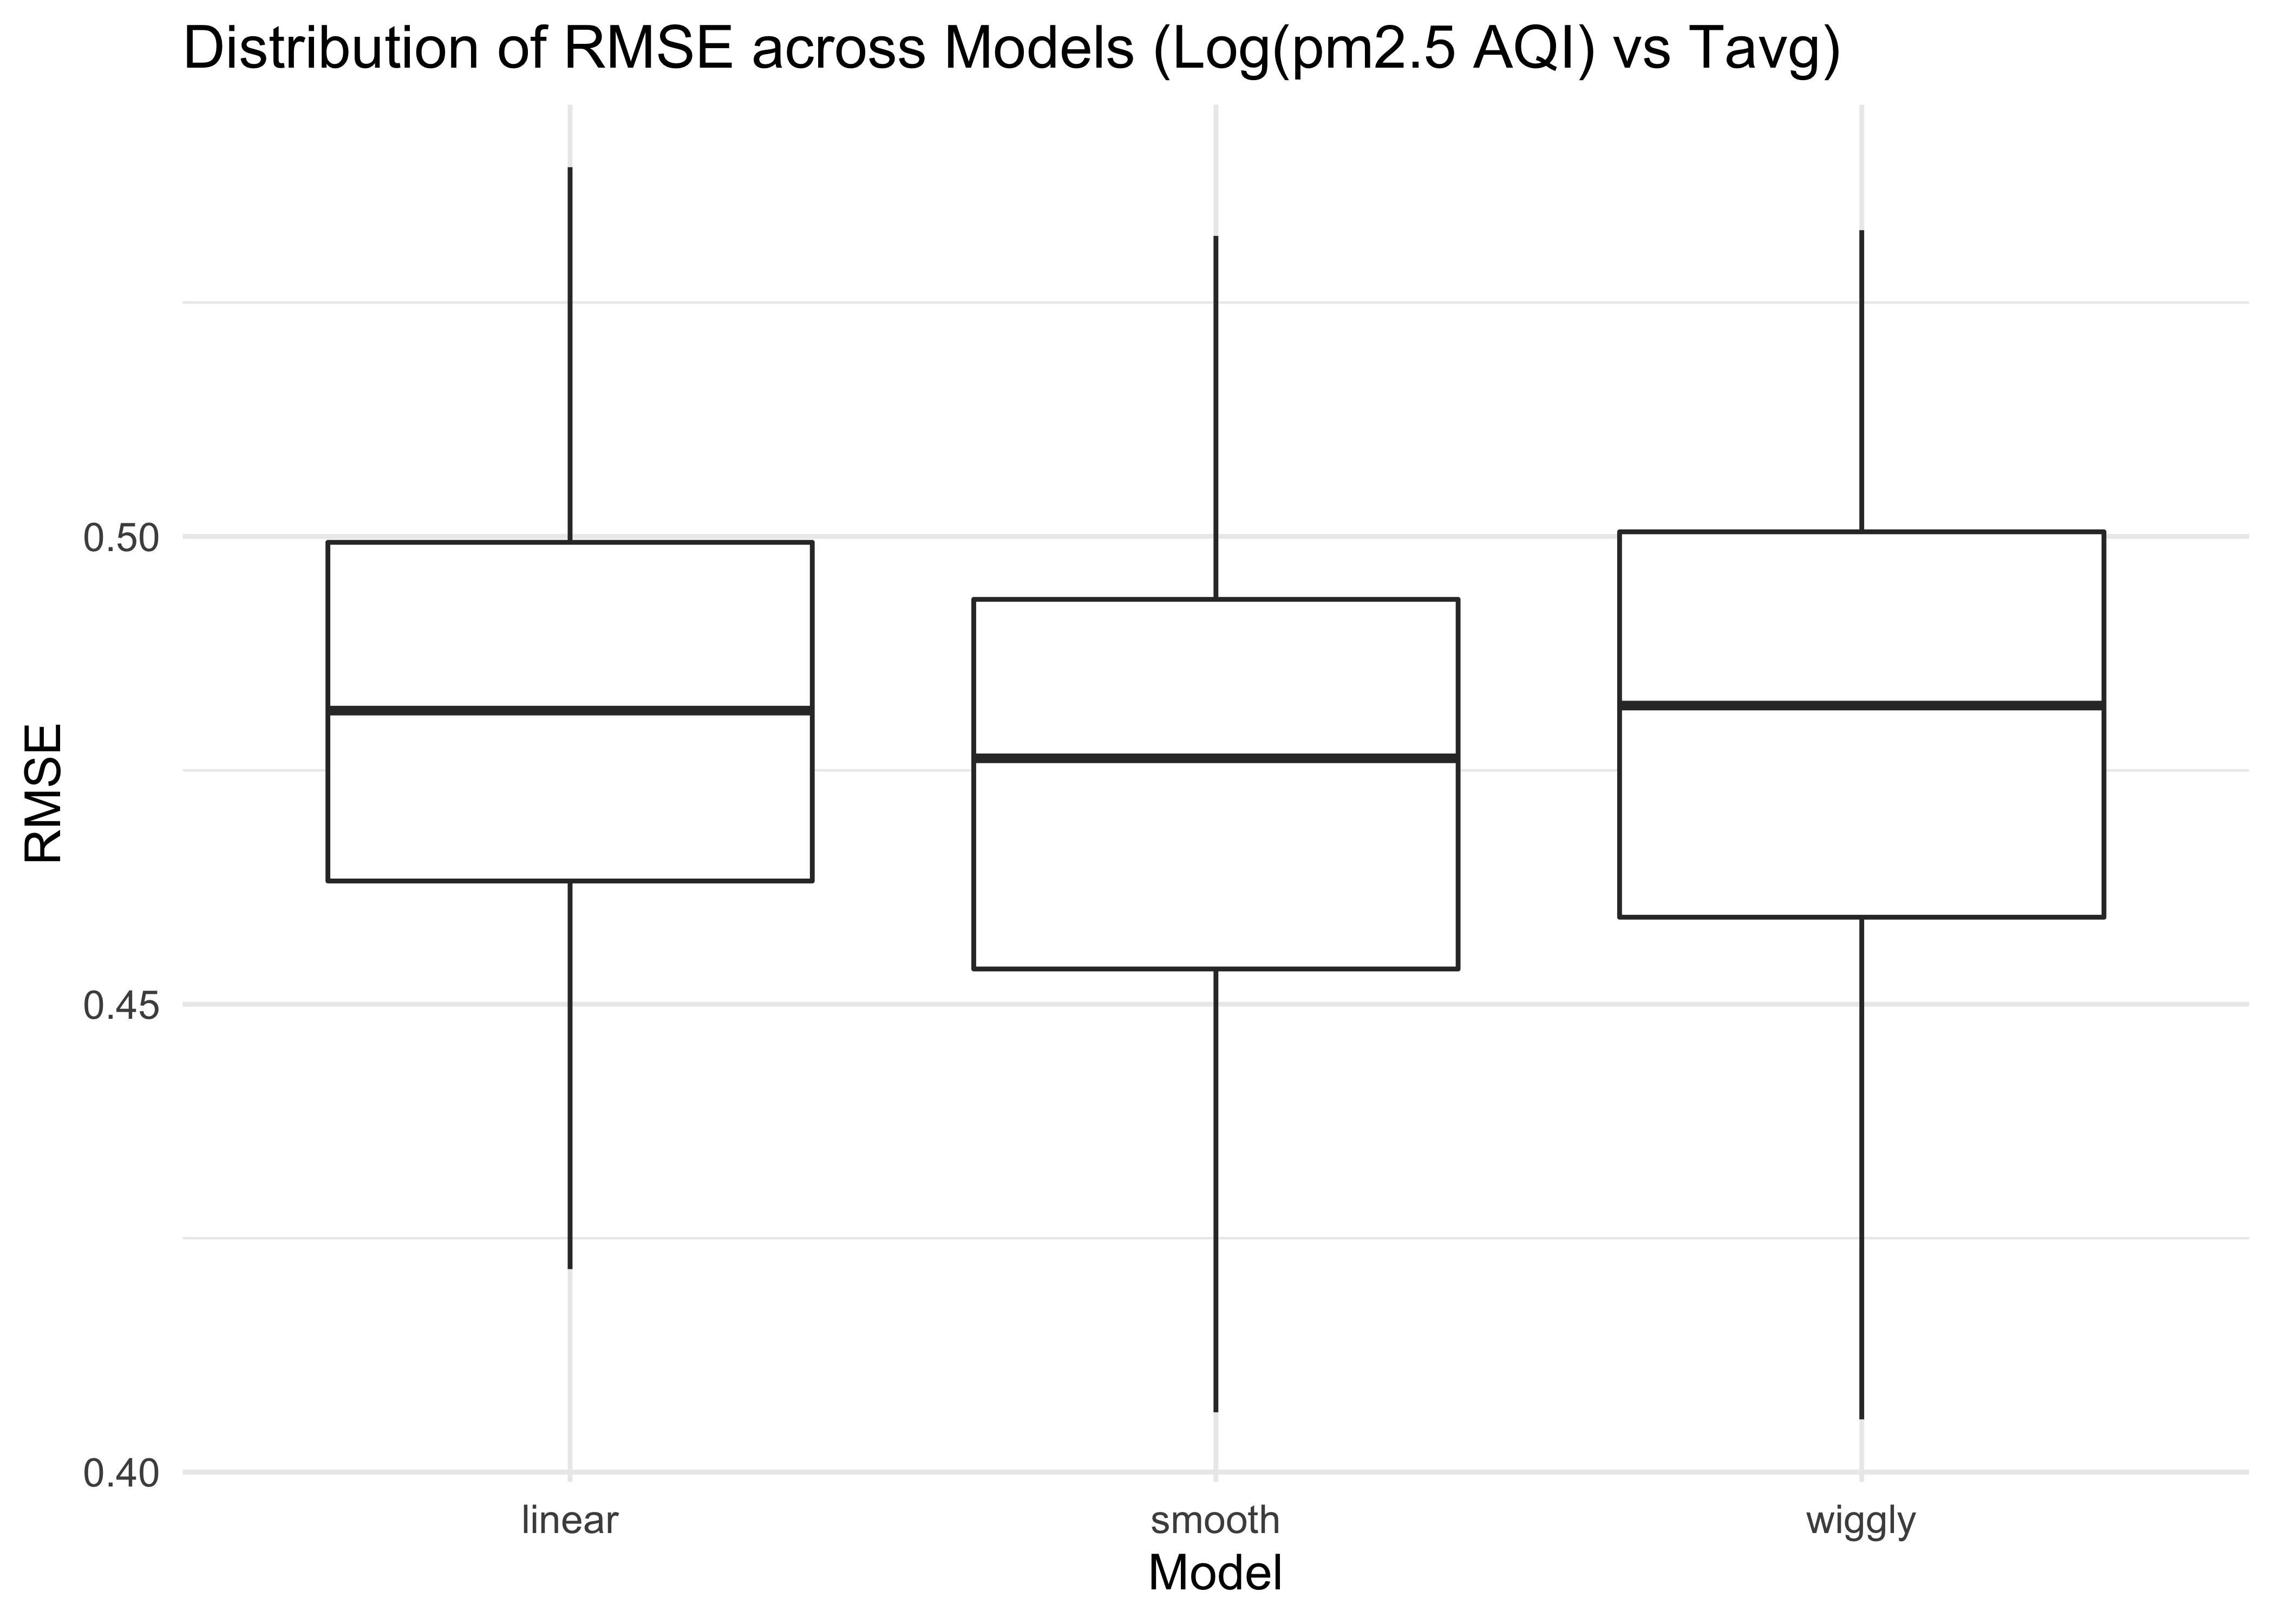 Distribution of RMSE across Models (Log(pm2.5 AQI) vs Tavg)
RMSE
0.50
0.45
0.40
linear
smooth
wiggly
Model